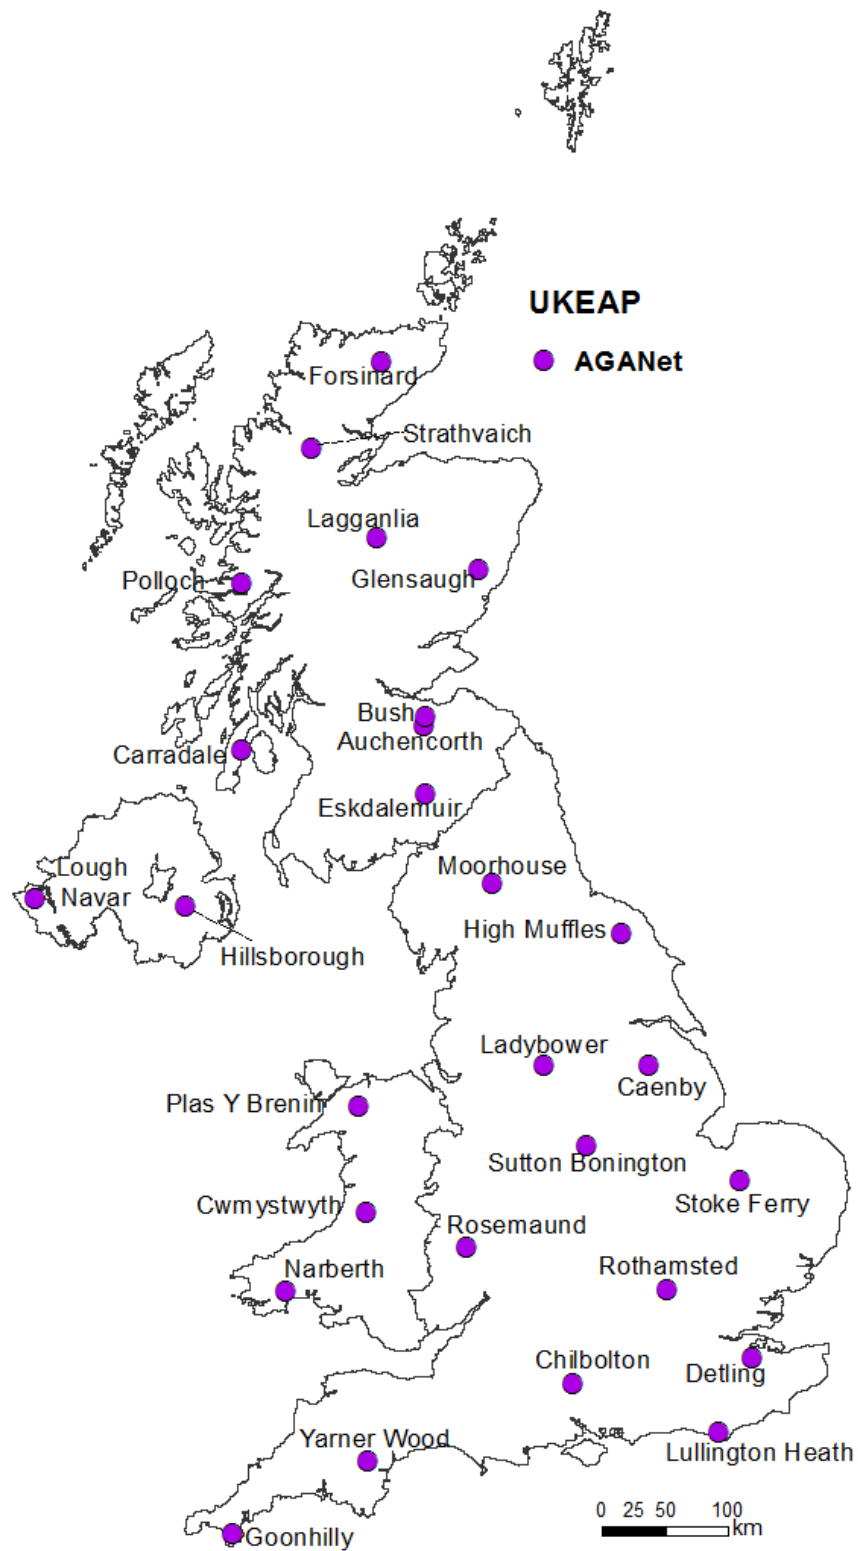 UKEAP
AGANet
Forsinard
Strathvaich
Lagganlia
Glensaugh
Polloch
Bush
Auchencorth
Carradale
Eskdalemuir
Lough
Navar
Moorhouse
High Muffles
Hillsborough
Ladybower
Caenby
Plas Y Brenin
Sutton Bonington
Stoke Ferry
Cwmystwyth
Rosemaund
Narberth
Rothamsted
Chilbolton
Detling
Yarner Wood
Lullington Heath
0 25 50 100
km
Goonhilly